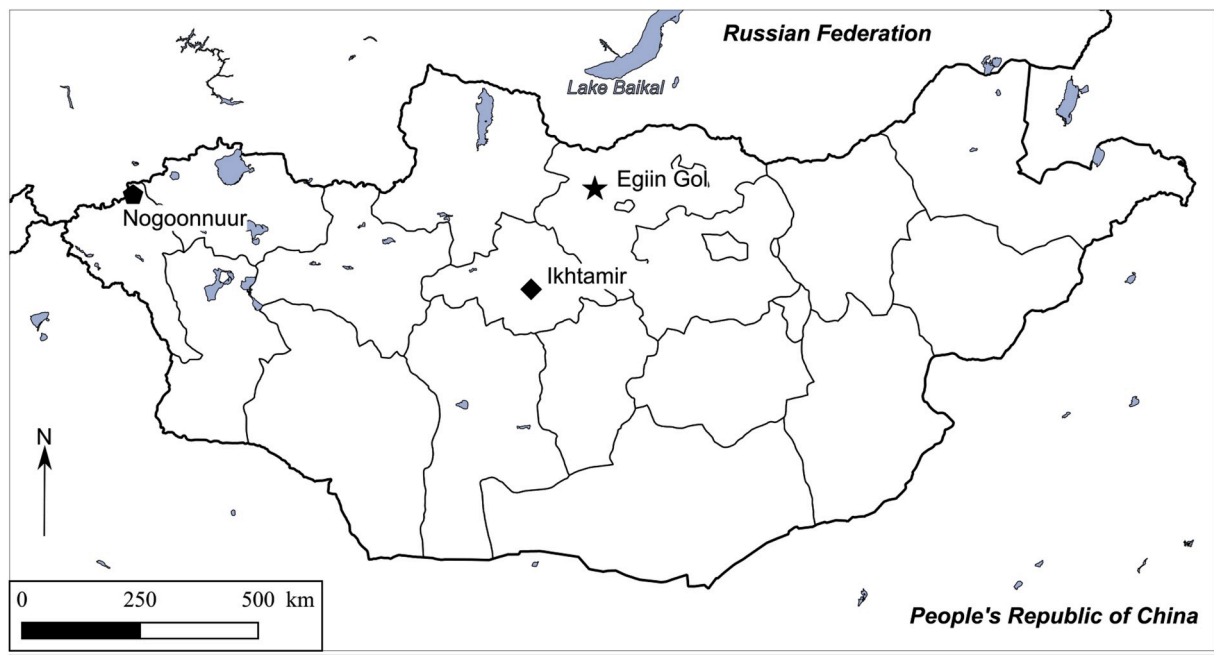 Russian Federation
Lake Baikal
Egiin Gol
Nogoonnuur
Ikhtamir
N
0 250 500 km
People's Republic of China